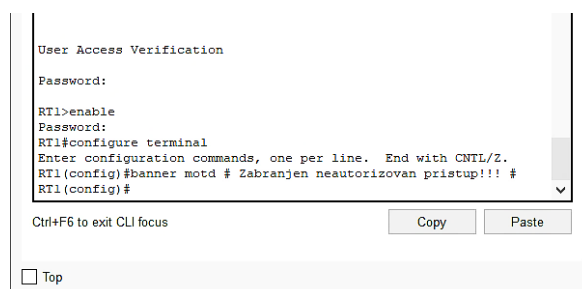 User Access Verification
Password:
RT1>enable
Password:
RT1#configure terminal
Enter configuration commands, one per line.  End with CNTL/Z.
RT1(config)#banner motd # Zabranjen neautorizovan pristup!!! #
RT1(config)#
Ctrl+F6 to exit CLI focus
Copy
Paste
Top